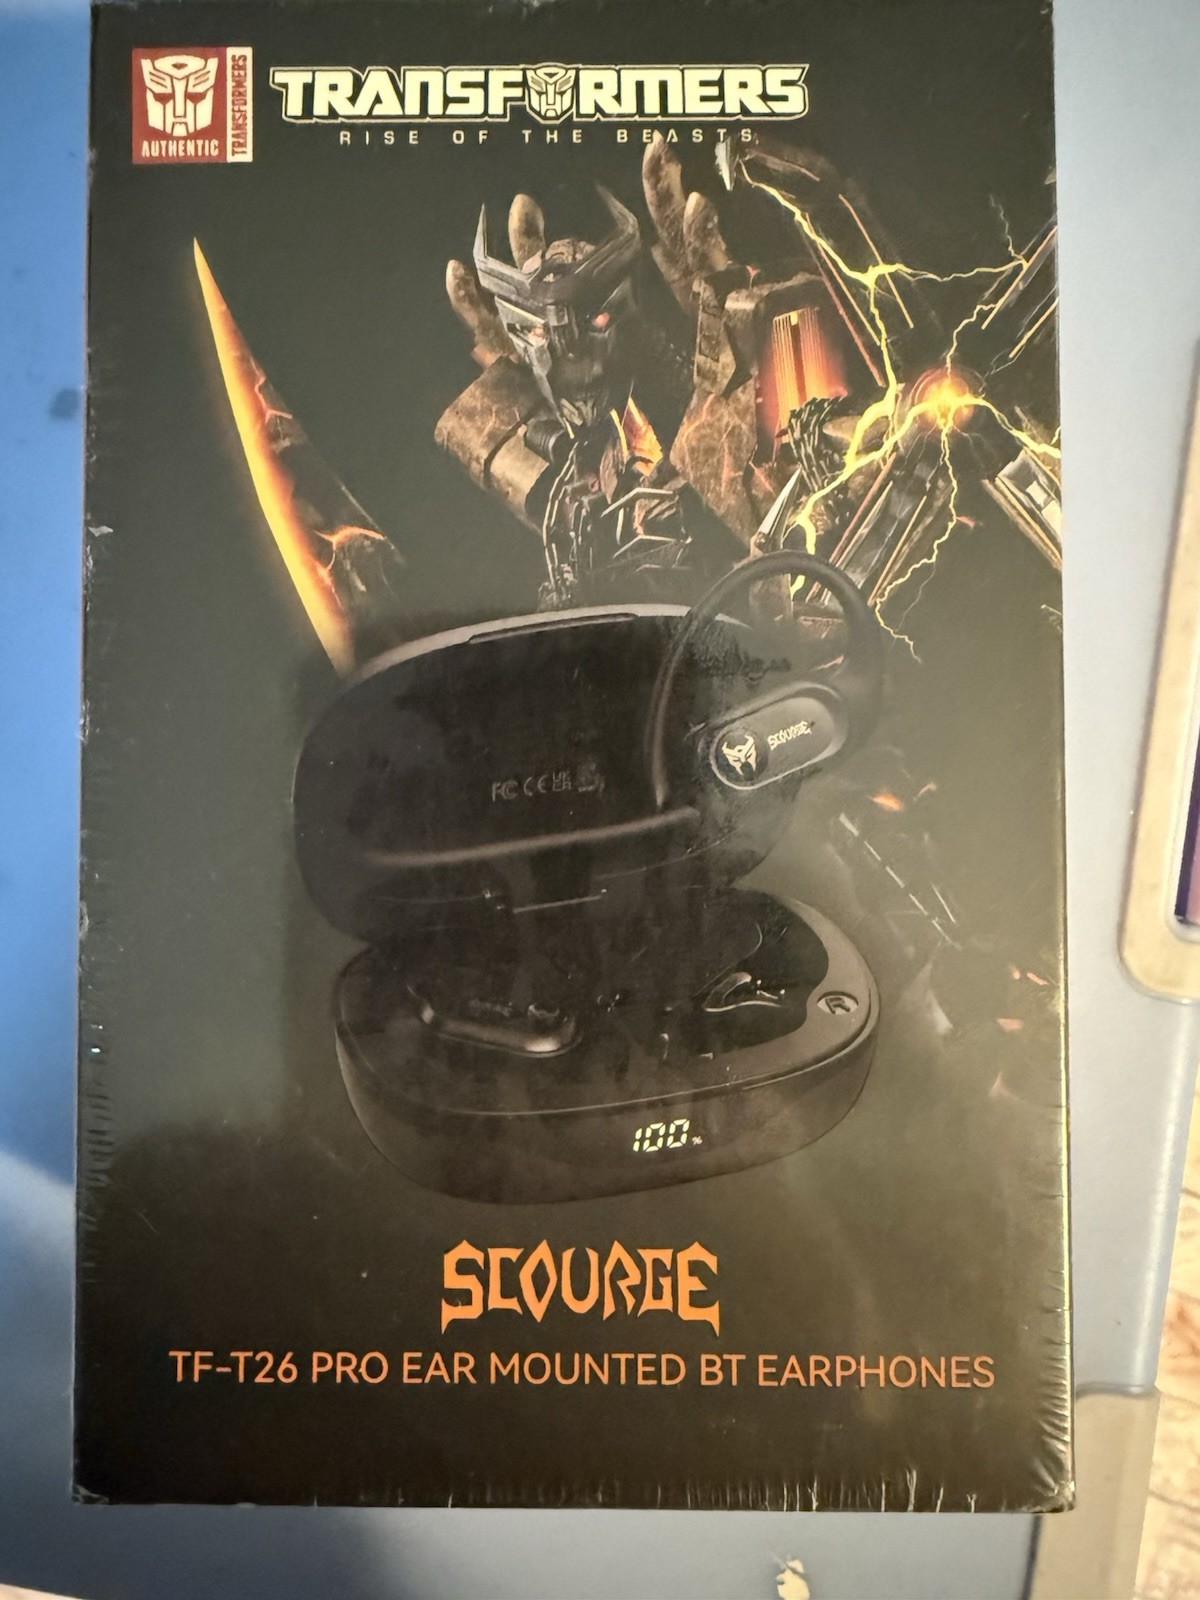 AUTHENTIC
TRANSFORMERS
TRANSFORMERS
RISE OF THE BEASTS
SCOURGE
FC CE
R
100%
SCOURGE
TF-T26 PRO EAR MOUNTED BT EARPHONES